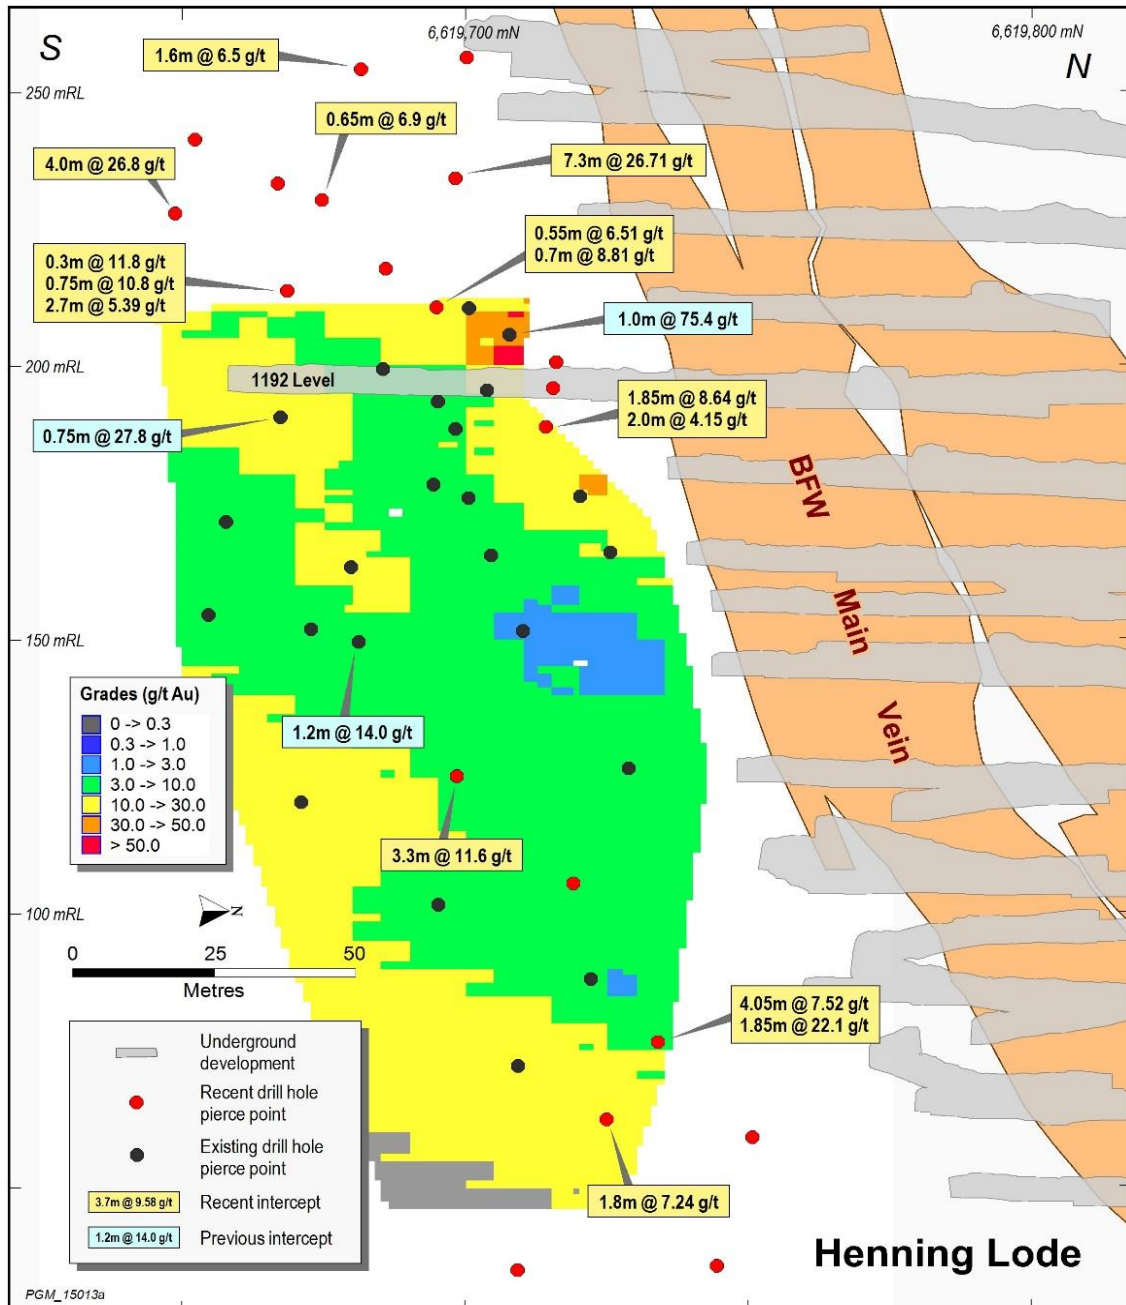 S
6,619,700 mN
6,619,800 mN
N
1.6m @ 6.5 g/t
250 mRL
0.65m @ 6.9 g/t
4.0m @ 26.8 g/t
7.3m @ 26.71 g/t
0.55m @ 6.51 g/t
0.7m @ 8.81 g/t
0.3m @ 11.8 g/t
0.75m @ 10.8 g/t
2.7m @ 5.39 g/t
1.0m @ 75.4 g/t
200 mRL
1192 Level
1.85m @ 8.64 g/t
2.0m @ 4.15 g/t
0.75m @ 27.8 g/t
BFW
Main
Vein
150 mRL
Grades (g/t Au)
0 -> 0.3
0.3 -> 1.0
1.0 -> 3.0
3.0 -> 10.0
10.0 -> 30.0
30.0 -> 50.0
> 50.0
1.2m @ 14.0 g/t
3.3m @ 11.6 g/t
100 mRL
N
0
25
50
Metres
4.05m @ 7.52 g/t
1.85m @ 22.1 g/t
Underground
development
Recent drill hole
pierce point
Existing drill hole
pierce point
3.7m @ 9.58 g/t
Recent intercept
1.2m @ 14.0 g/t
Previous intercept
1.8m @ 7.24 g/t
Henning Lode
PGM_15013a